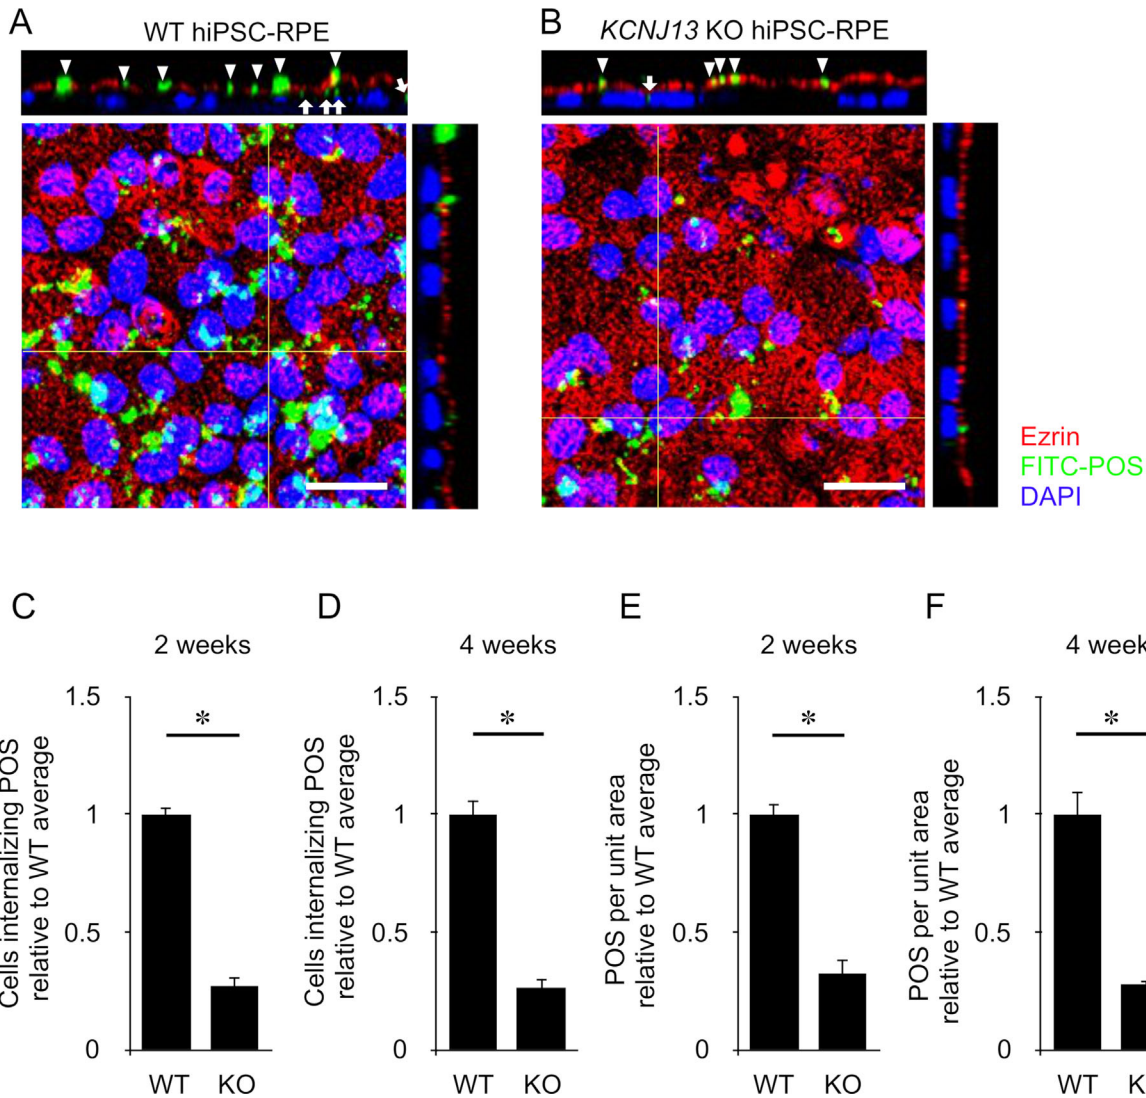 A
WT hiPSC-RPE
B
KCNJ13 KO hiPSC-RPE
Ezrin
FITC-POS
DAPI
C
2 weeks
Cells internalizing POS
relative to WT average
1.5
1
0.5
0
*
WT KO
D
4 weeks
Cells internalizing POS
relative to WT average
1.5
1
0.5
0
*
WT KO
E
2 weeks
POS per unit area
relative to WT average
1.5
1
0.5
0
*
WT KO
F
4 week
POS per unit area
relative to WT average
1.5
1
0.5
0
*
WT K